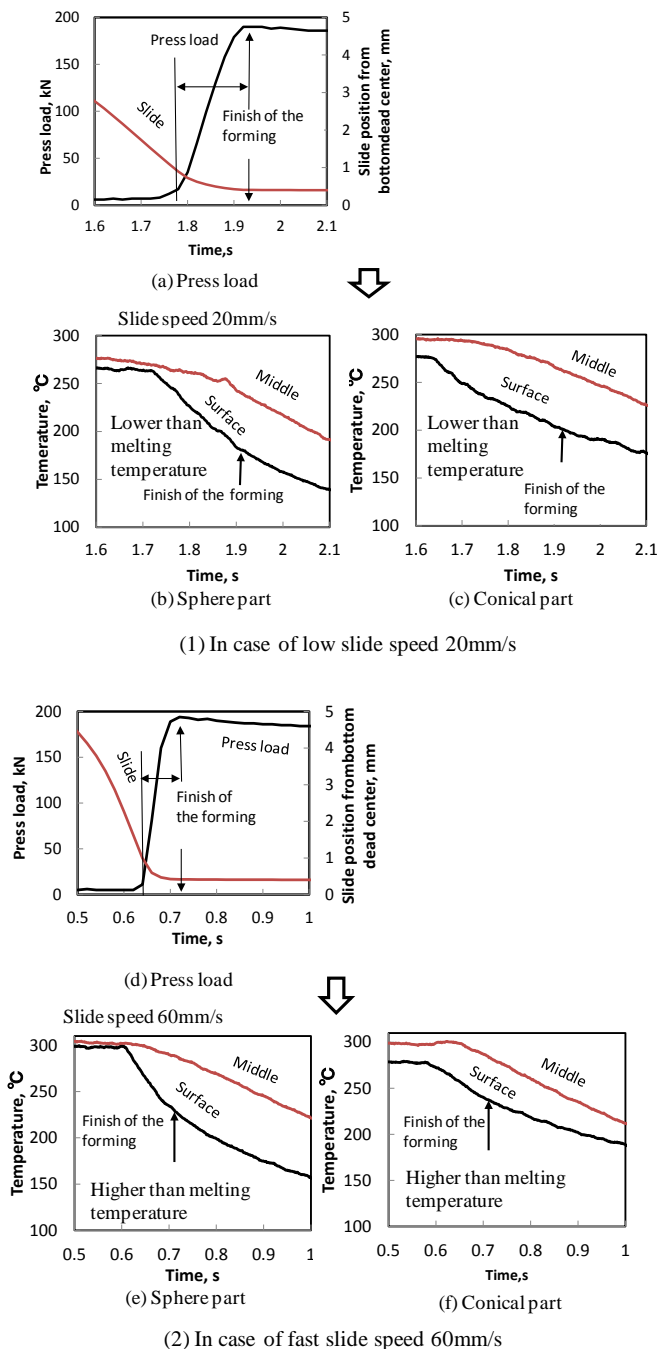 200
150
100
50
0
5
4
3
2
1
0
Press load, kN
Slide position from
bottomdead center, mm
Press load
Slide
Finish of the
forming
1.6 1.7 1.8 1.9 2 2.1
Time,s
(a) Press load
Slide speed 20mm/s
300
250
200
150
100
Temerature, ℃
Middle
Surface
Lower than
melting
temperature
Finish of the forming
1.6 1.7 1.8 1.9 2 2.1
Time, s
(b) Sphere part
300
250
200
150
100
Temperature, ℃
Middle
Surface
Lower than
melting
temperature
Finish of the
forming
1.6 1.7 1.8 1.9 2 2.1
Time, s
(c) Conical part
(1) In case of low slide speed 20mm/s
200
150
100
50
0
5
4
3
2
1
0
Press load, kN
Slide position frombottom
dead center, mm
Slide
Press load
Finish of
the forming
0.5 0.6 0.7 0.8 0.9 1
Time, s
(d) Press load
Slide speed 60mm/s
300
250
200
150
100
Temperature, ℃
Middle
Surface
Finish of the
forming
Higher than melting
temperature
0.5 0.6 0.7 0.8 0.9 1
Time, s
(e) Sphere part
300
250
200
150
100
Temperature, ℃
Middle
Surface
Finish of the
forming
Higher than melting
temperature
0.5 0.6 0.7 0.8 0.9 1
Time,s
(f) Conical part
(2) In case of fast slide speed 60mm/s